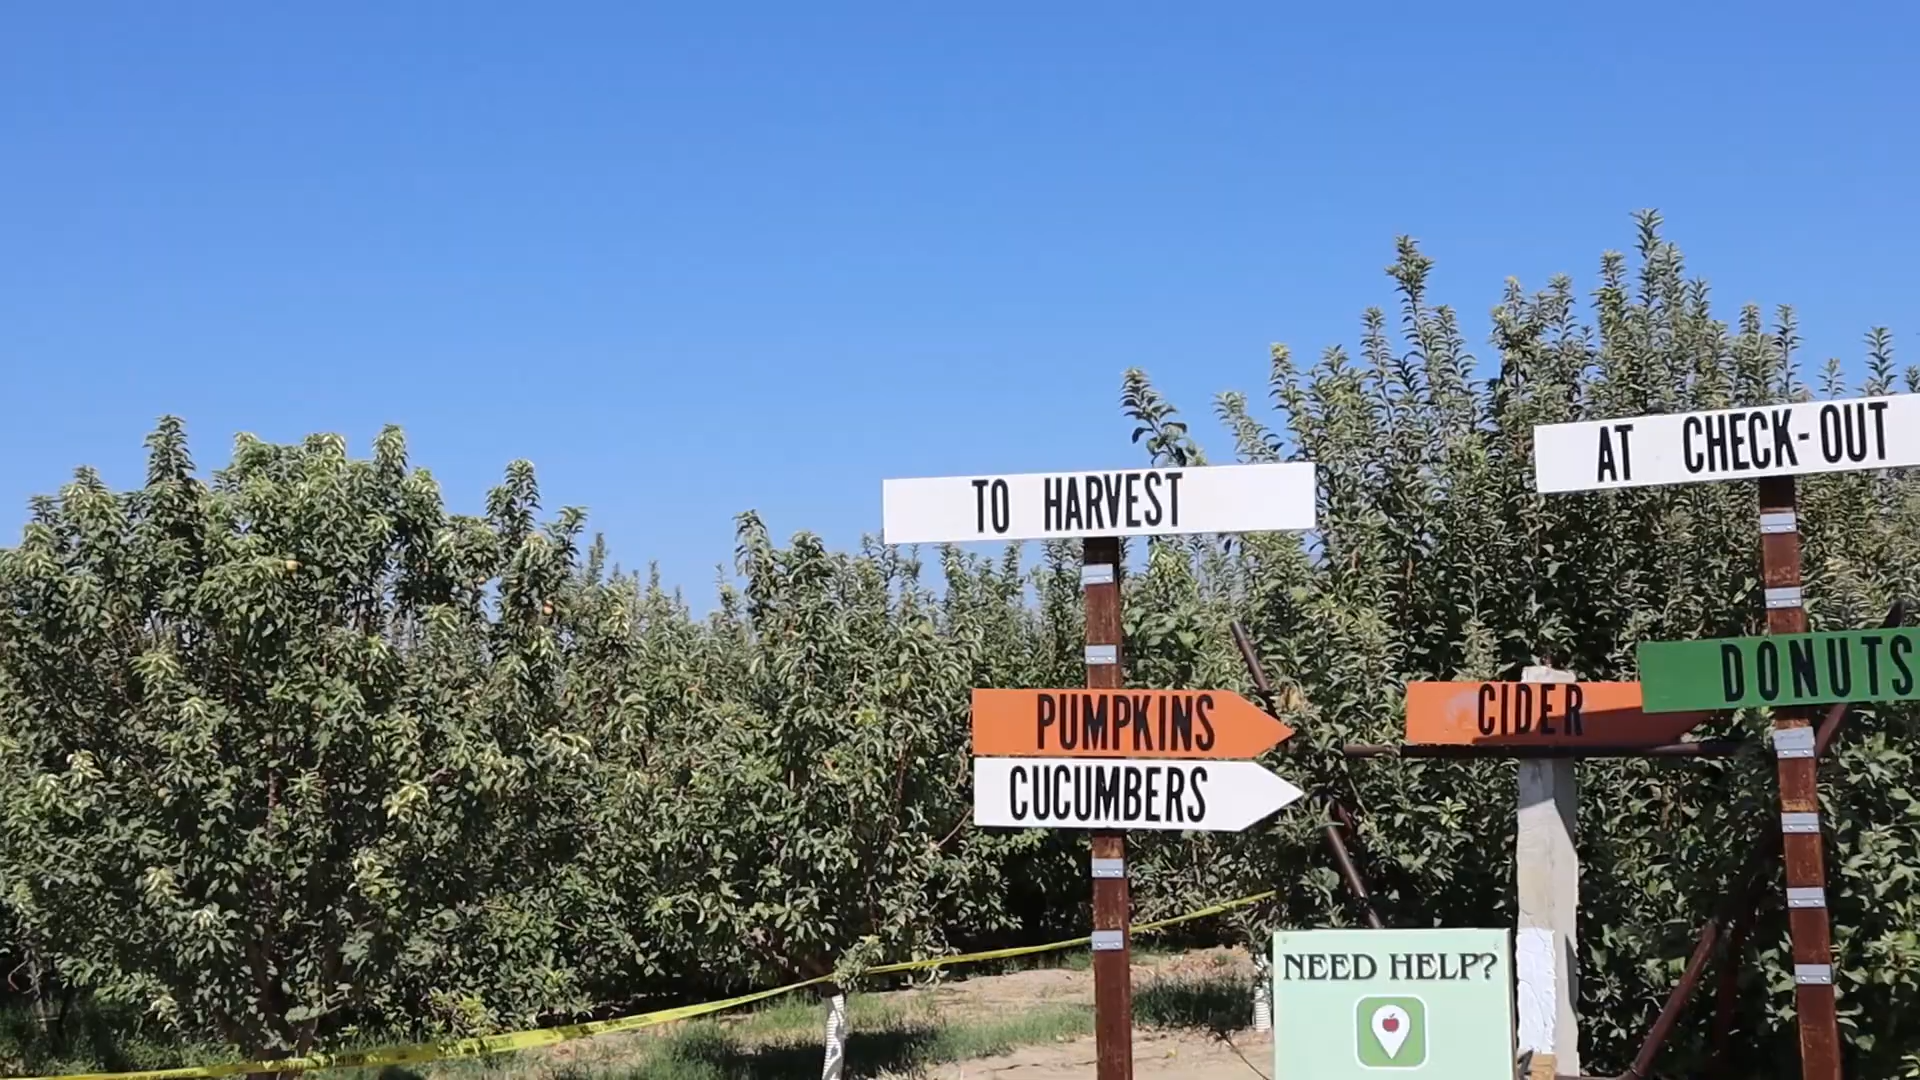 TO HARVEST
PUMPKINS
CUCUMBERS
AT CHECK-OUT
CIDER
DONUTS
NEED HELP?